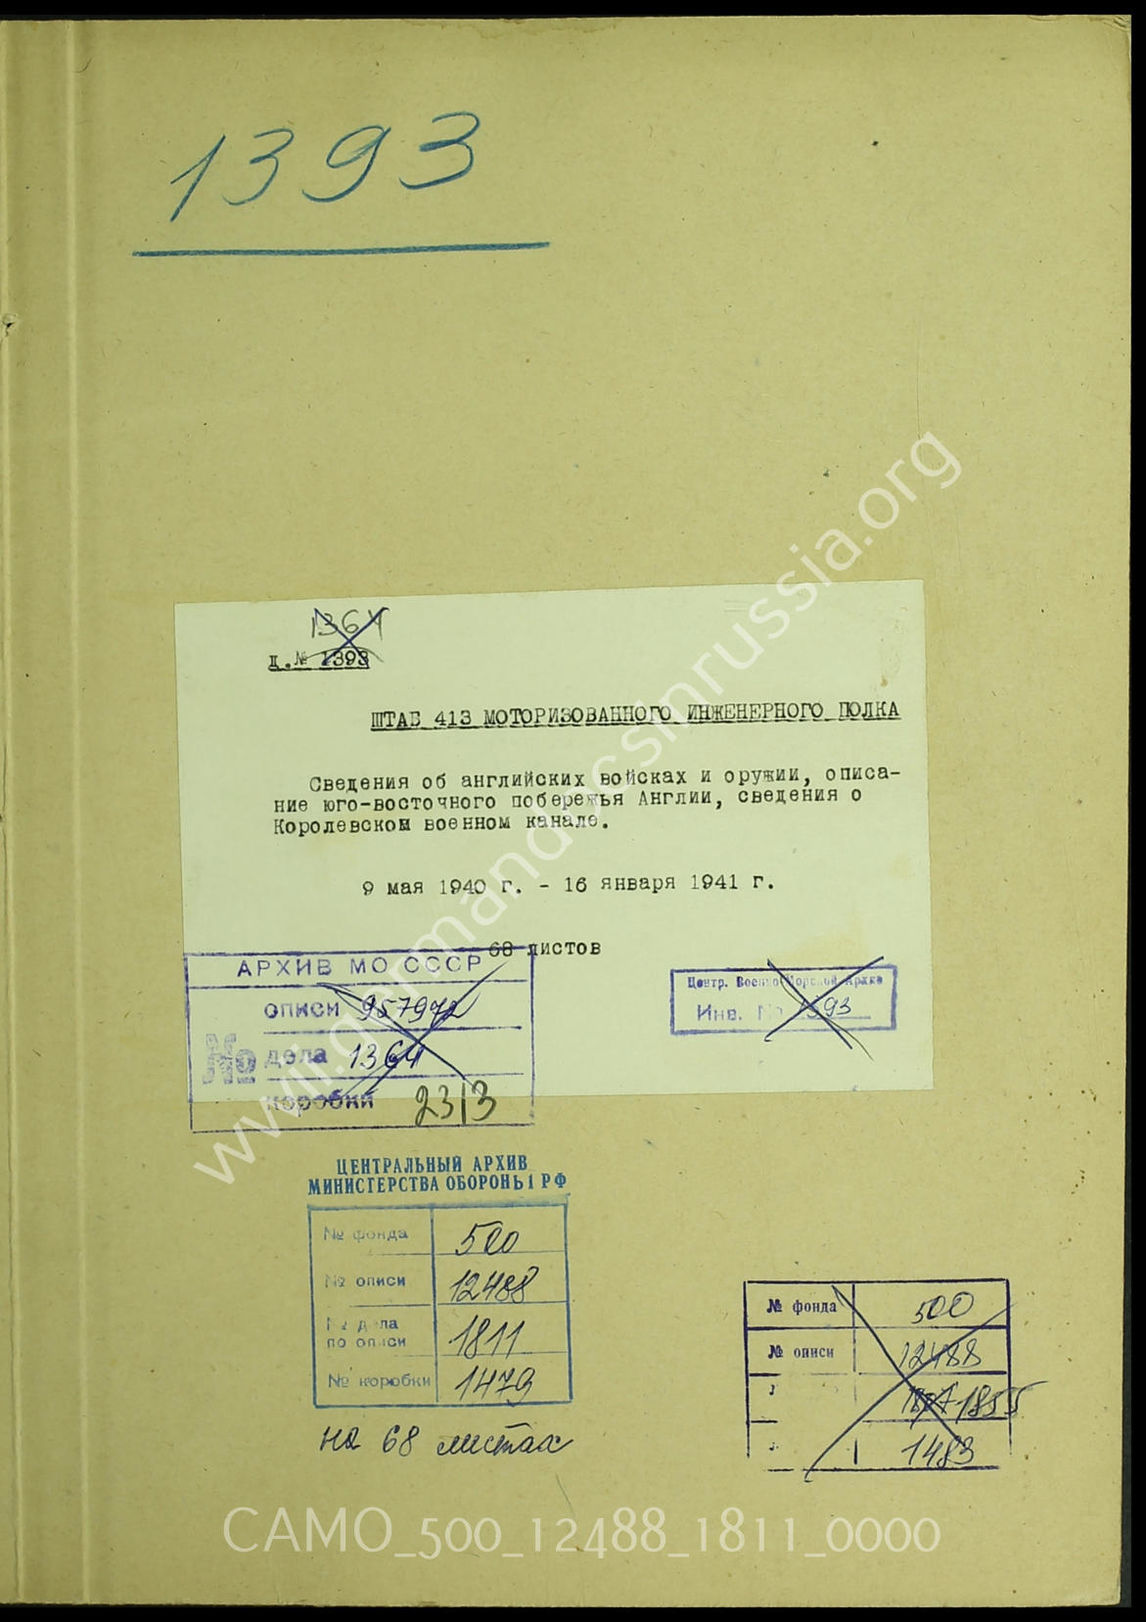 1393
1364
д.№ 1393
ШТАБ 413 МОТОРИЗОВАННОГО ИНЖЕНЕРНОГО ПОЛКА
Сведения об английских войсках и оружии, описа-
ние юго-восточного побережья Англии, сведения о
Королевском военном канале.
9 мая 1940 г. - 16 января 1941 г.
68 листов
АРХИВ МО СССР
описи 957972
№ дела 1364
коробки 2313
Центр. Военно-Морской Архив
Инв. № 1393
ЦЕНТРАЛЬНЫЙ АРХИВ
МИНИСТЕРСТВА ОБОРОНЫ РФ
№ фонда 500
№ описи 12488
№ дела
по описи 1811
№ коробки 1479
на 68 листах
№ фонда 500
№ описи 12488
1855
1483
wwii.germandocsinrussia.org
CAMO_500_12488_1811_0000